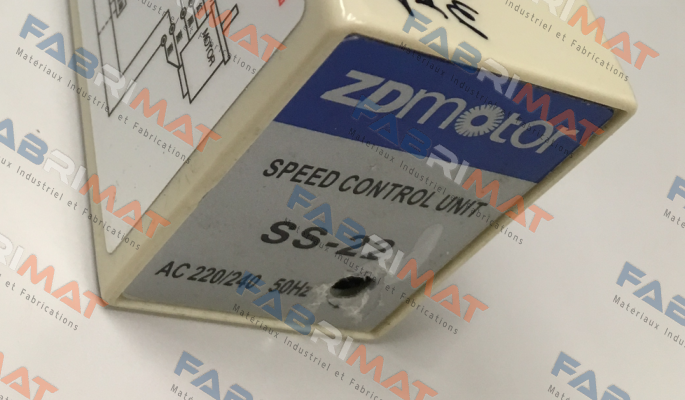 ZDmotor
SPEED CONTROL UNIT
SS-22
AC 220/240 50Hz
MOTOR
FABRIMAT
Materiaux Industriel et Fabrications